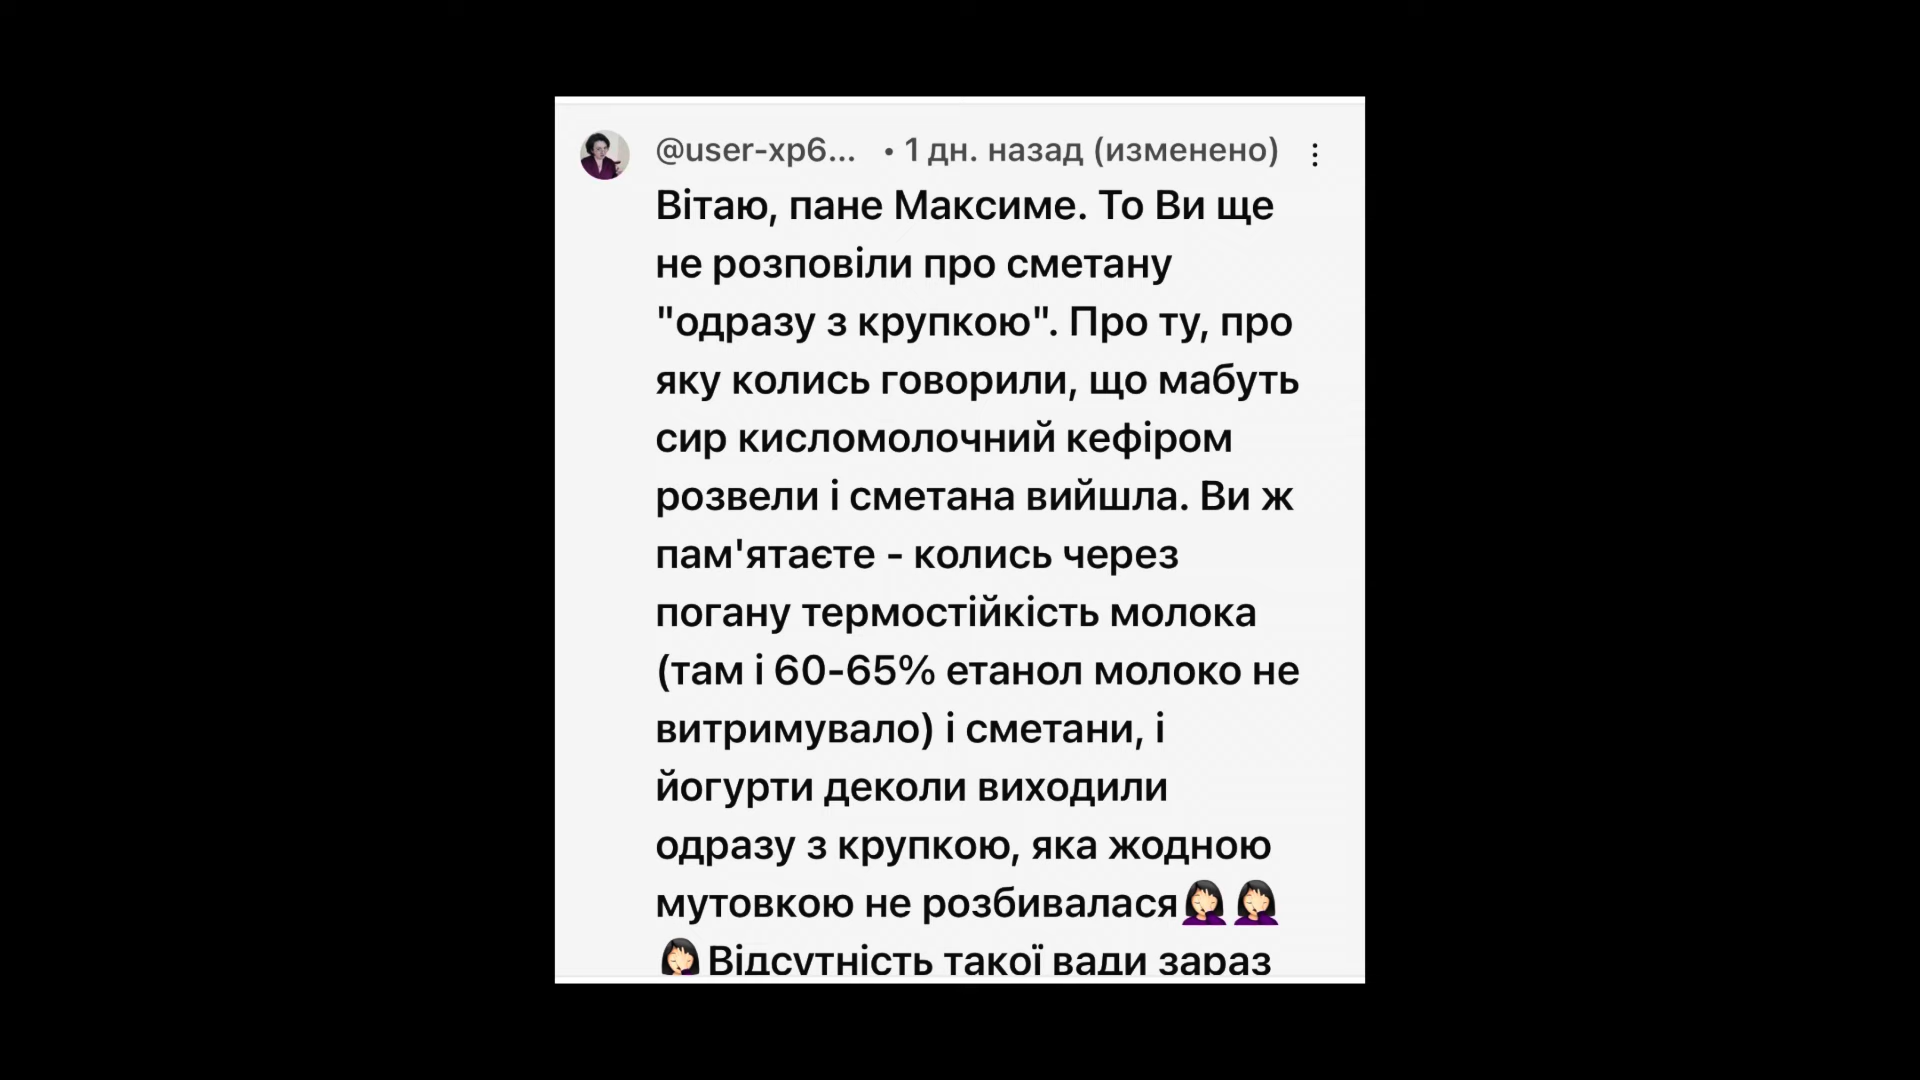 @user-xp6... • 1 дн. назад (изменено)
Вітаю, пане Максиме. То Ви ще
не розповіли про сметану
"одразу з крупкою". Про ту, про
яку колись говорили, що мабуть
сир кисломолочний кефіром
розвели і сметана вийшла. Ви ж
пам'ятаєте - колись через
погану термостійкість молока
(там і 60-65% етанол молоко не
витримувало) і сметани, і
йогурти деколи виходили
одразу з крупкою, яка жодною
мутовкою не розбивалася🤦🏻‍♀️🤦🏻‍♀️
🤦🏻‍♀️Відсутність такої вади зараз